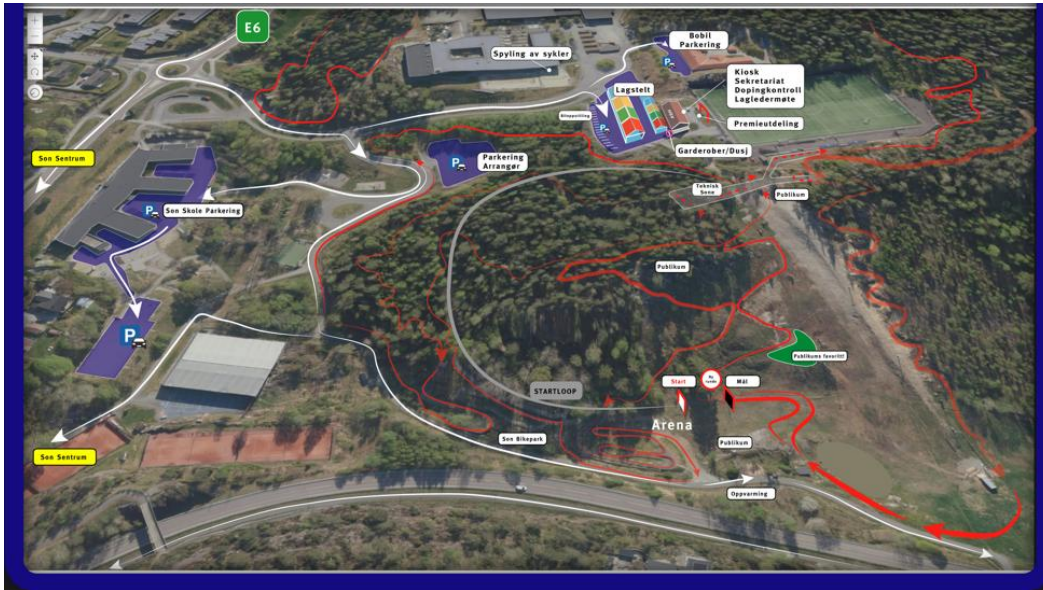 E6
Bobil
Parkering
Spyling av sykler
Kiosk
Sekretariat
Dopingkontroll
Lagledermøte
Lagstelt
P
P
Premieutdeling
Garderober/Dusj
Son Sentrum
P
Parkering
Arrangør
Teknisk
Sone
Publikum
P
Son Skole Parkering
Publikum
P
Publikums favoritt!
Start
Mål
STARTLOOP
Arena
Son Bikepark
Publikum
Son Sentrum
Oppvarming